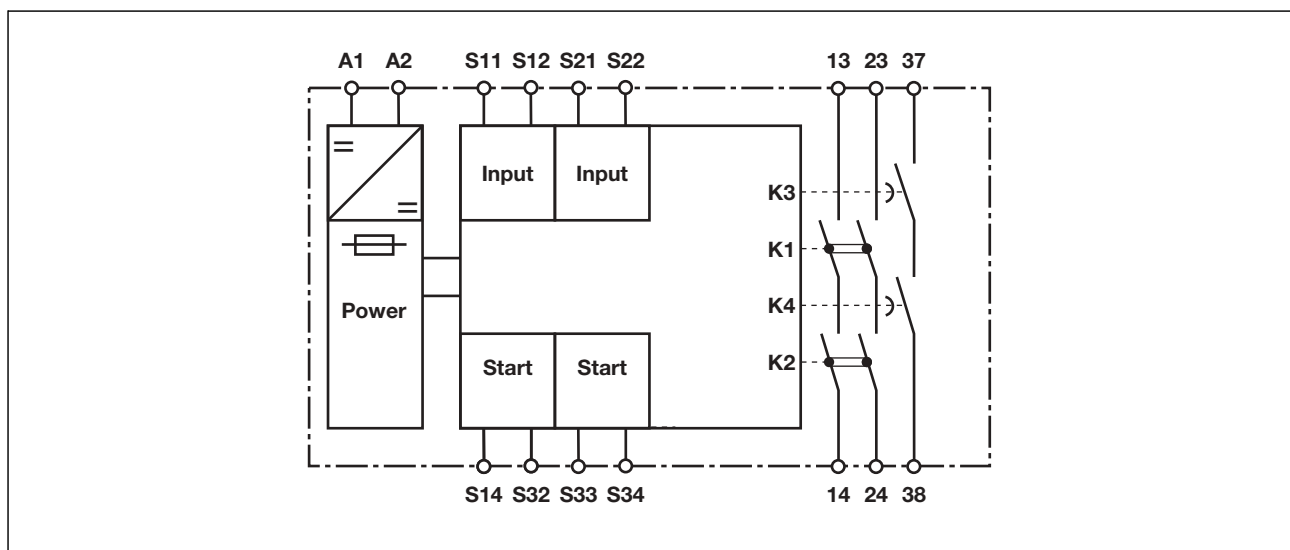 A1 A2 S11 S12 S21 S22 13 23 37
Input Input
K3
K1
K4
Power
K2
Start Start
S14 S32 S33 S34 14 24 38